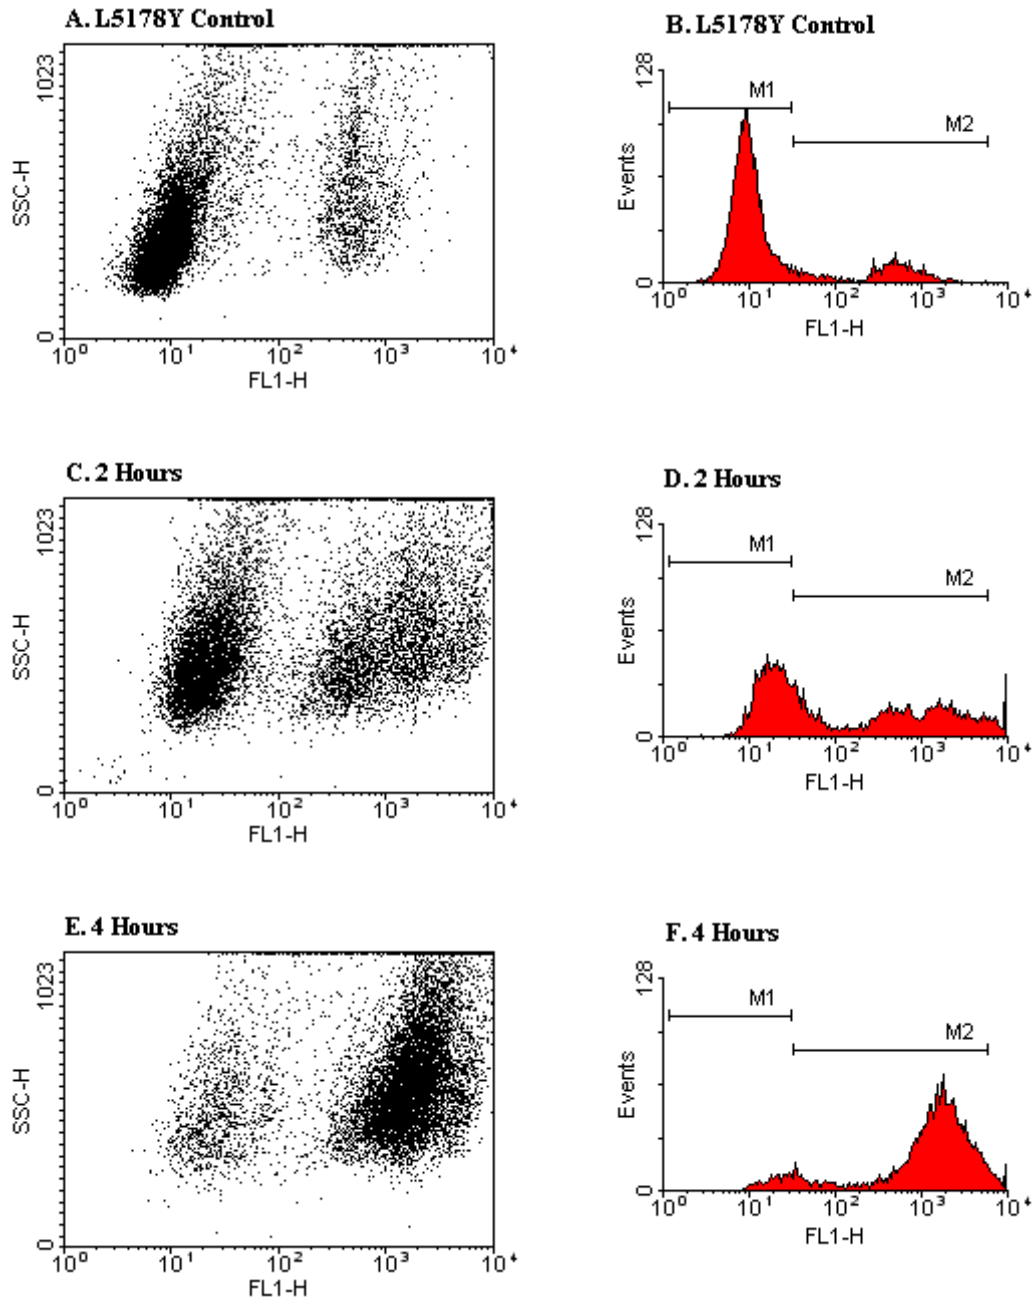 A. L5178Y Control
1023
SSC-H
0
10⁰ 10¹ 10² 10³ 10⁴
FL1-H
B. L5178Y Control
128
Events
0
M1
M2
10⁰ 10¹ 10² 10³ 10⁴
FL1-H
C. 2 Hours
1023
SSC-H
0
10⁰ 10¹ 10² 10³ 10⁴
FL1-H
D. 2 Hours
128
Events
0
M1
M2
10⁰ 10¹ 10² 10³ 10⁴
FL1-H
E. 4 Hours
1023
SSC-H
0
10⁰ 10¹ 10² 10³ 10⁴
FL1-H
F. 4 Hours
128
Events
0
M1
M2
10⁰ 10¹ 10² 10³ 10⁴
FL1-H